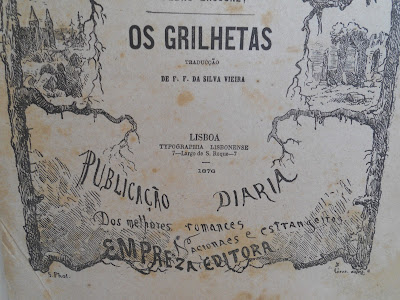 OS GRILHETAS
TRADUCÇÃO
DE F. F. DA SILVA VIEIRA
LISBOA
TYPOGRAPHIA LISBONENSE
7—Largo de S. Roque—7
1876
PUBLICAÇÃO DIARIA
Dos melhores romances
Nacionaes e estrangeiros
EMPREZA EDITORA